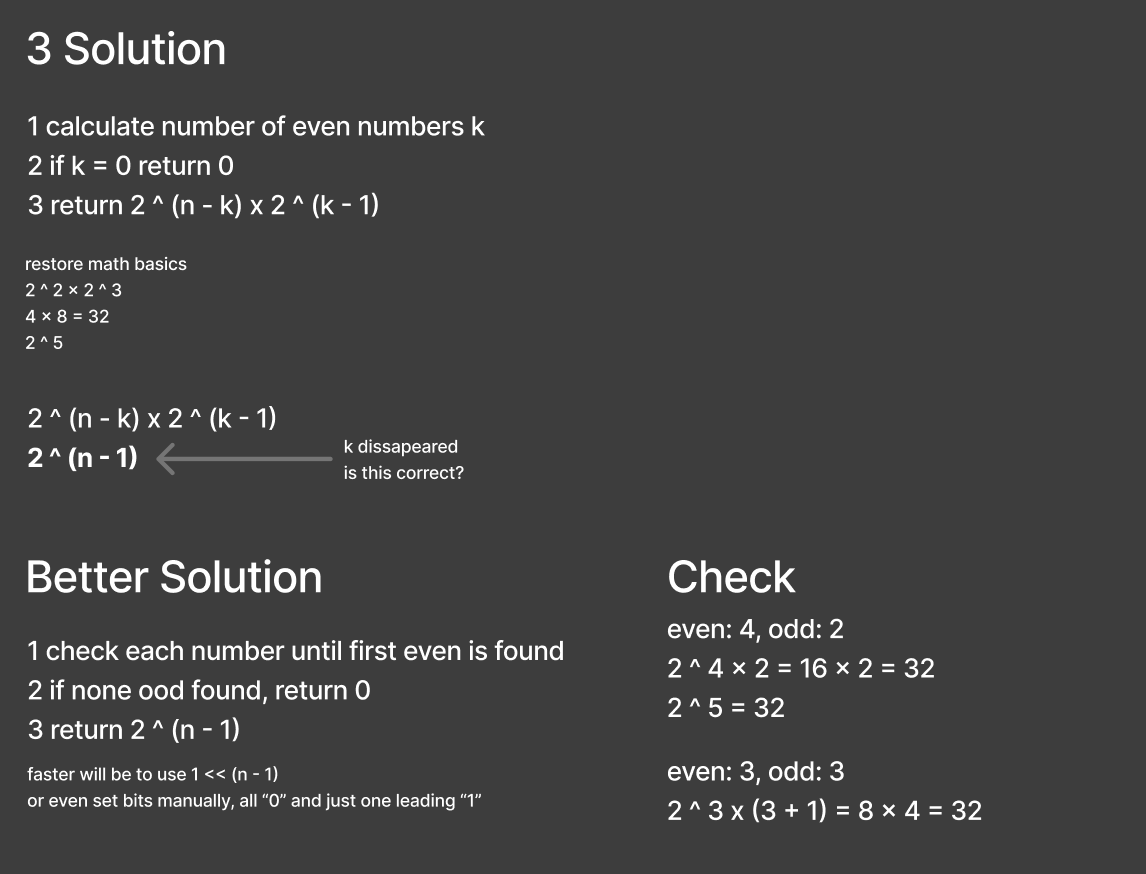 3 Solution
1 calculate number of even numbers k
2 if k = 0 return 0
3 return 2 ^ (n - k) x 2 ^ (k - 1)
restore math basics
2 ^ 2 × 2 ^ 3
4 × 8 = 32
2 ^ 5
2 ^ (n - k) x 2 ^ (k - 1)
2 ^ (n - 1)
k dissapeared
is this correct?
Better Solution
1 check each number until first even is found
2 if none ood found, return 0
3 return 2 ^ (n - 1)
faster will be to use 1 << (n - 1)
or even set bits manually, all “0” and just one leading “1”
Check
even: 4, odd: 2
2 ^ 4 × 2 = 16 × 2 = 32
2 ^ 5 = 32
even: 3, odd: 3
2 ^ 3 x (3 + 1) = 8 × 4 = 32